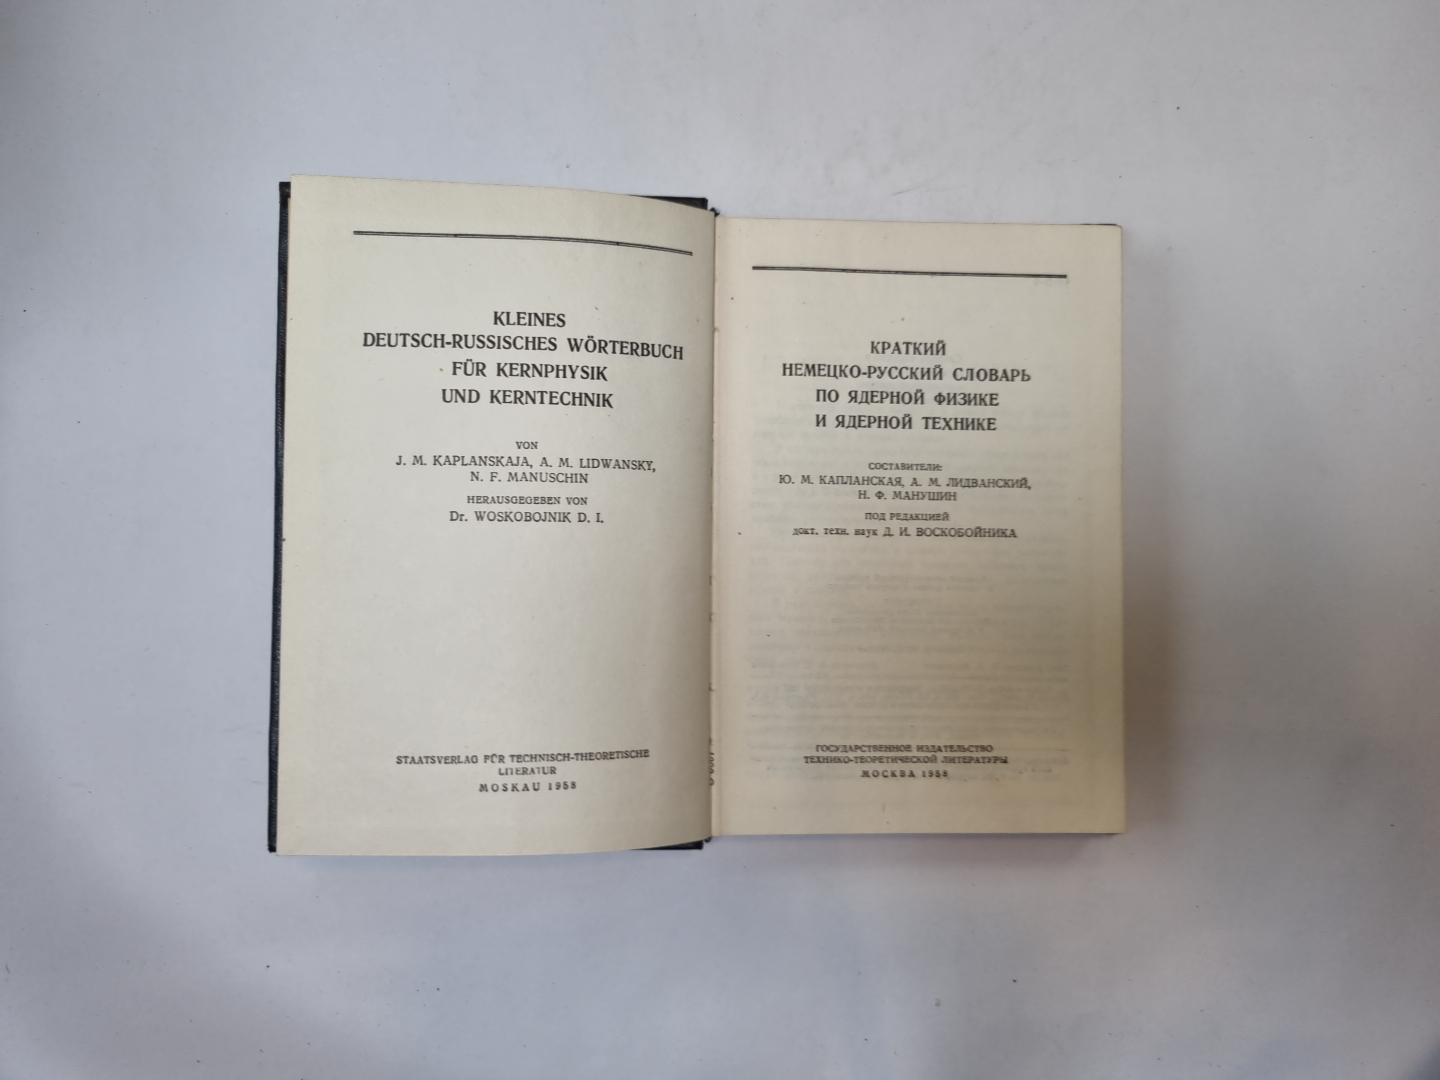 KLEINES
DEUTSCH-RUSSISCHES WÖRTERBUCH
FÜR KERNPHYSIK
UND KERNTECHNIK
VON
J. M. KAPLANSKAJA, A. M. LIDWANSKY,
N. F. MANUSCHIN
HERAUSGEGEBEN VON
Dr. WOSKOBOJNIK D. I.
STAATSVERLAG FÜR TECHNISCH-THEORETISCHE
LITERATUR
MOSKAU 1958
КРАТКИЙ
НЕМЕЦКО-РУССКИЙ СЛОВАРЬ
ПО ЯДЕРНОЙ ФИЗИКЕ
И ЯДЕРНОЙ ТЕХНИКЕ
СОСТАВИТЕЛИ:
Ю. М. КАПЛАНСКАЯ, А. М. ЛИДВАНСКИЙ,
Н. Ф. МАНУШИН
ПОД РЕДАКЦИЕЙ
докт. техн. наук Д. И. ВОСКОБОЙНИКА
ГОСУДАРСТВЕННОЕ ИЗДАТЕЛЬСТВО
ТЕХНИКО-ТЕОРЕТИЧЕСКОЙ ЛИТЕРАТУРЫ
МОСКВА 1958